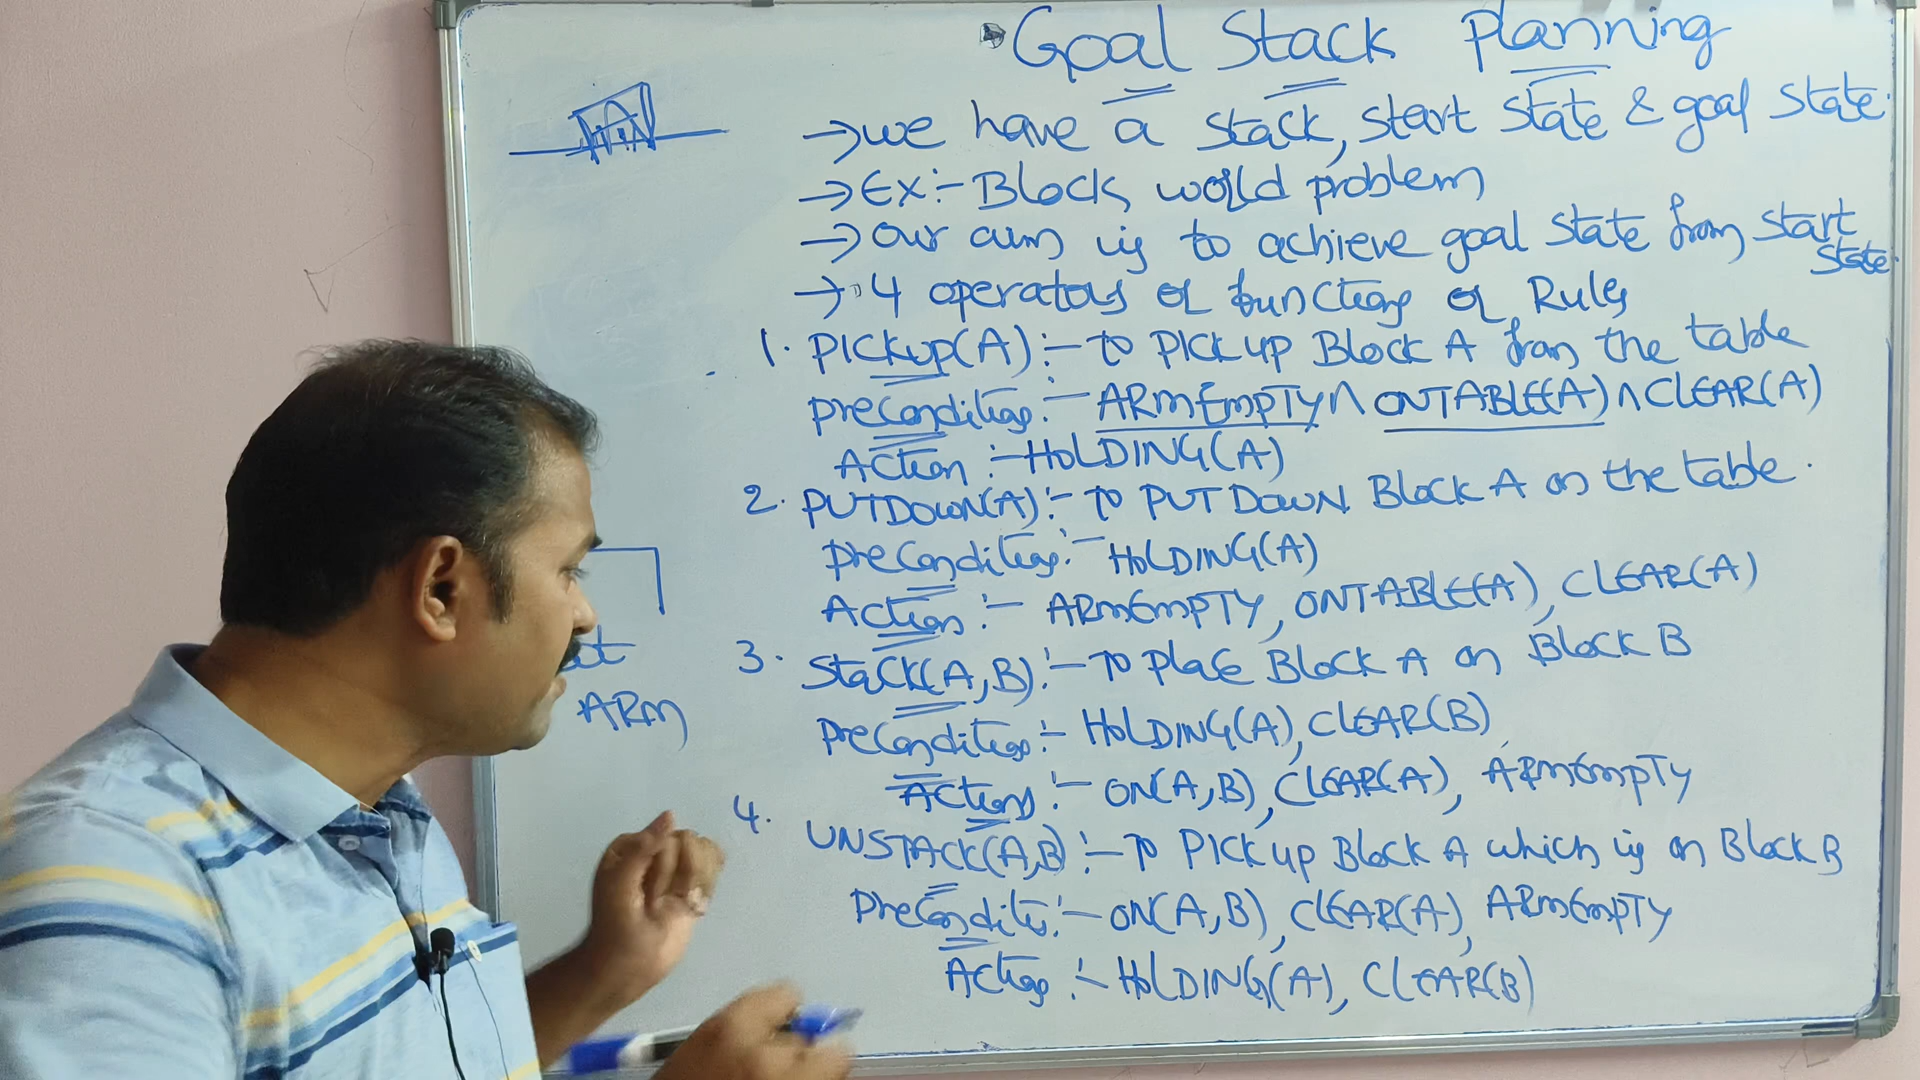 Goal Stack Planning
→ we have a stack, start state & goal state.
→ Ex:- Block world problem
→ our aim is to achieve goal state from start state.
→ 4 operators or functions or Rules
1. PICKUP(A):- to PICK up Block A from the table
Precondition:- ARMEMPTY ∧ ONTABLE(A) ∧ CLEAR(A)
Action :- HOLDING(A)
2. PUTDOWN(A):- to PUT DOWN Block A on the table.
Precondition:- HOLDING(A)
Action :- ARMEMPTY, ONTABLE(A), CLEAR(A)
3. STACK(A,B):- to place Block A on Block B
Precondition:- HOLDING(A), CLEAR(B)
Action :- ON(A,B), CLEAR(A), ARMEMPTY
4. UNSTACK(A,B):- to PICK up Block A which is on Block B
Precondition:- ON(A,B), CLEAR(A), ARMEMPTY
Action :- HOLDING(A), CLEAR(B)
ARM